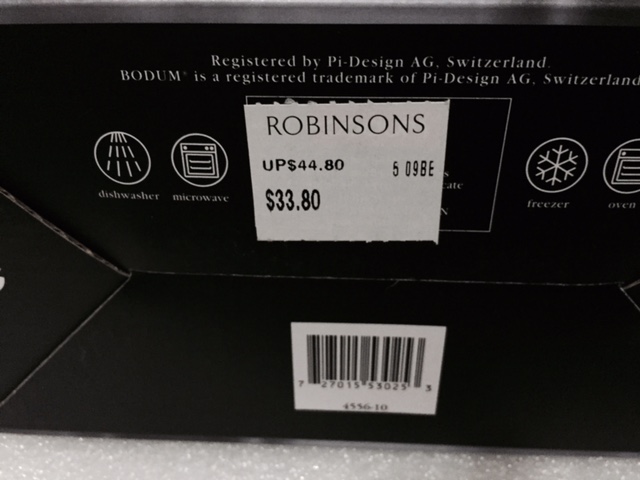 Registered by Pi-Design AG, Switzerland.
BODUM® is a registered trademark of Pi-Design AG, Switzerland
ROBINSONS
UP$44.80 5 09BE
$33.80
dishwasher microwave freezer oven
7 27015 53025 3
4556-10